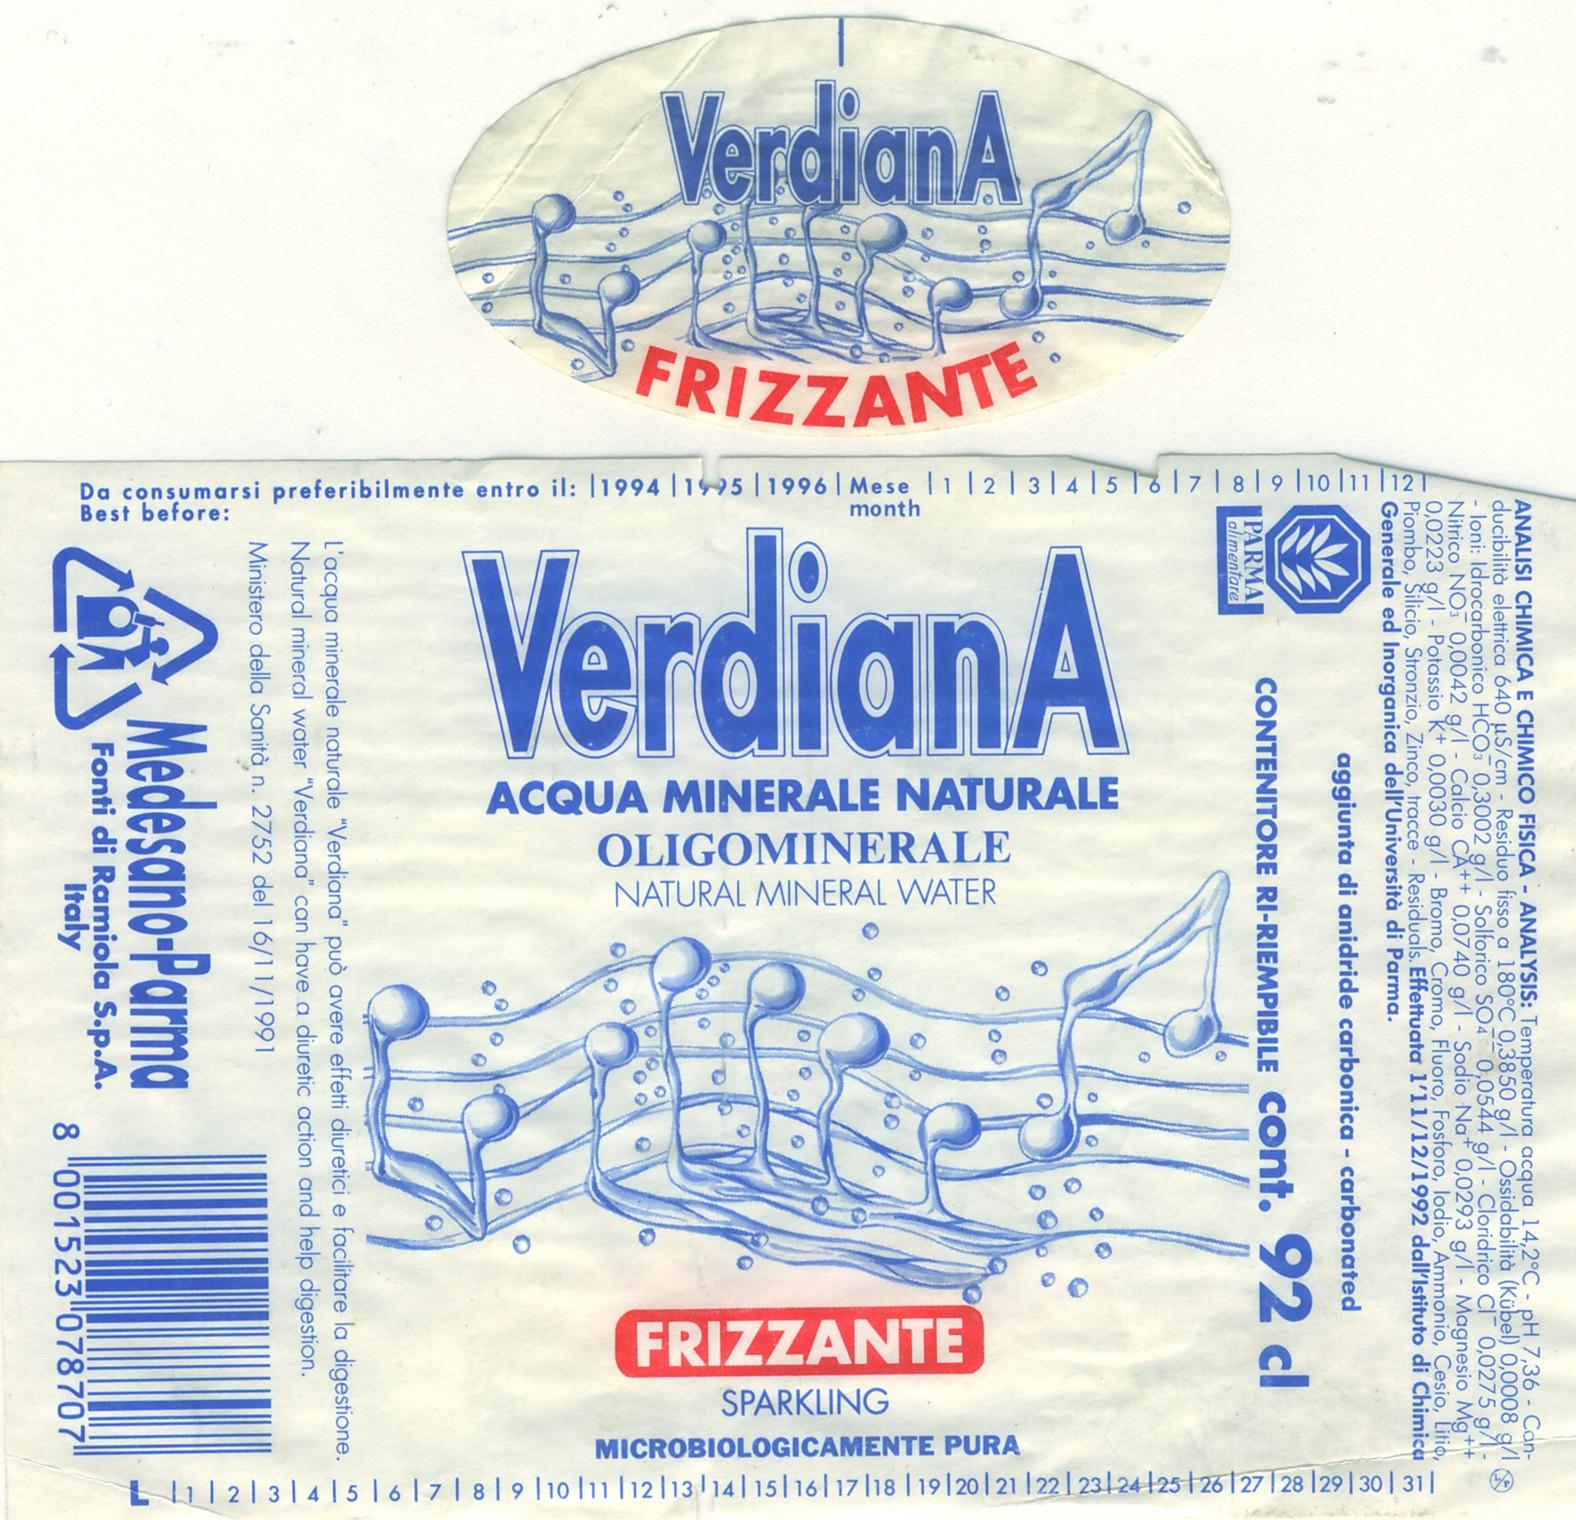 VerdianA
FRIZZANTE
Da consumarsi preferibilmente entro il: |1994|1995|1996| Mese |1|2|3|4|5|6|7|8|9|10|11|12|
Best before: month
VerdianA
ACQUA MINERALE NATURALE
OLIGOMINERALE
NATURAL MINERAL WATER
FRIZZANTE
SPARKLING
MICROBIOLOGICAMENTE PURA
L |1|2|3|4|5|6|7|8|9|10|11|12|13|14|15|16|17|18|19|20|21|22|23|24|25|26|27|28|29|30|31|
L'acqua minerale naturale "Verdiana" può avere effetti diuretici e facilitare la digestione.
Natural mineral water "Verdiana" can have a diuretic action and help digestion.
Ministero della Sanità n. 2752 del 16/11/1991
Medesano-Parma
Fonti di Ramiola S.p.A.
Italy
8 001523 078707
ANALISI CHIMICA E CHIMICO FISICA - ANALYSIS: Temperatura acqua 14,2°C - pH 7,36 - Con-
ducibilità elettrica 640 µS/cm - Residuo fisso a 180°C 0,3850 g/l - Ossidabilità (Kübel) 0,0008 g/l
- Ioni: Idrocarbonico HCO3- 0,3002 g/l - Solforico SO4-- 0,0544 g/l - Cloridrico Cl- 0,0275 g/l -
Nitrico NO3- 0,0042 g/l - Calcio CA++ 0,0740 g/l - Sodio Na+ 0,0293 g/l - Magnesio Mg++
0,0223 g/l - Potassio K+ 0,0030 g/l - Bromo, Cromo, Fluoro, Fosforo, Iodio, Ammonio, Cesio, Litio,
Piombo, Silicio, Stronzio, Zinco, tracce - Residuals. Effettuata l'11/12/1992 dall'Istituto di Chimica
Generale ed Inorganica dell'Università di Parma.
PARMA
alimentare
aggiunta di anidride carbonica - carbonated
CONTENITORE RI-RIEMPIBILE cont. 92 cl